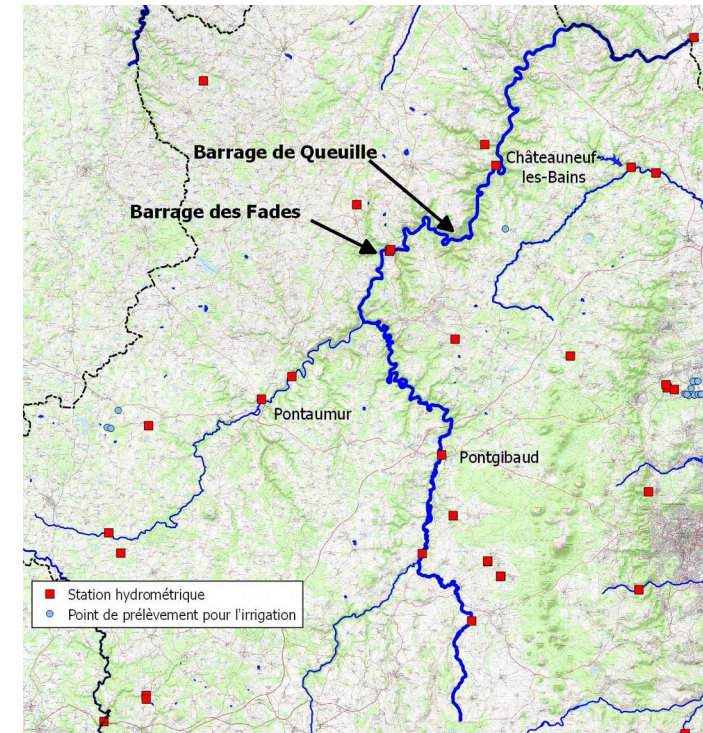 Barrage de Queuille
Châteauneuf-
les-Bains
Barrage des Fades
Pontaumur
Pontgibaud
Station hydrométrique
Point de prélèvement pour l'irrigation